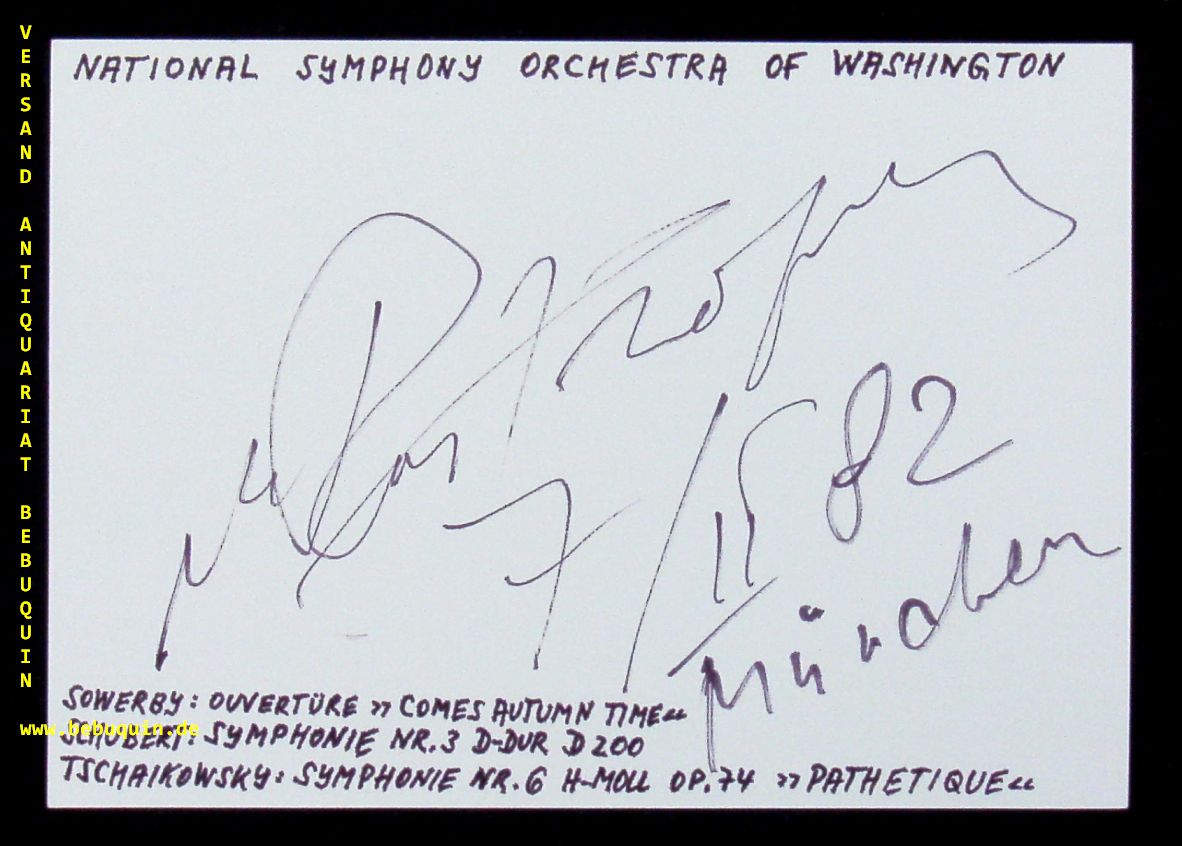 VERSAND ANTIQUARIAT BEBUQUIN
www.bebuquin.de
NATIONAL SYMPHONY ORCHESTRA OF WASHINGTON
7/II 82
München
SOWERBY: OUVERTÜRE »COMES AUTUMN TIME«
SCHUBERT: SYMPHONIE NR.3 D-DUR D 200
TSCHAIKOWSKY: SYMPHONIE NR.6 H-MOLL OP.74 »PATHETIQUE«